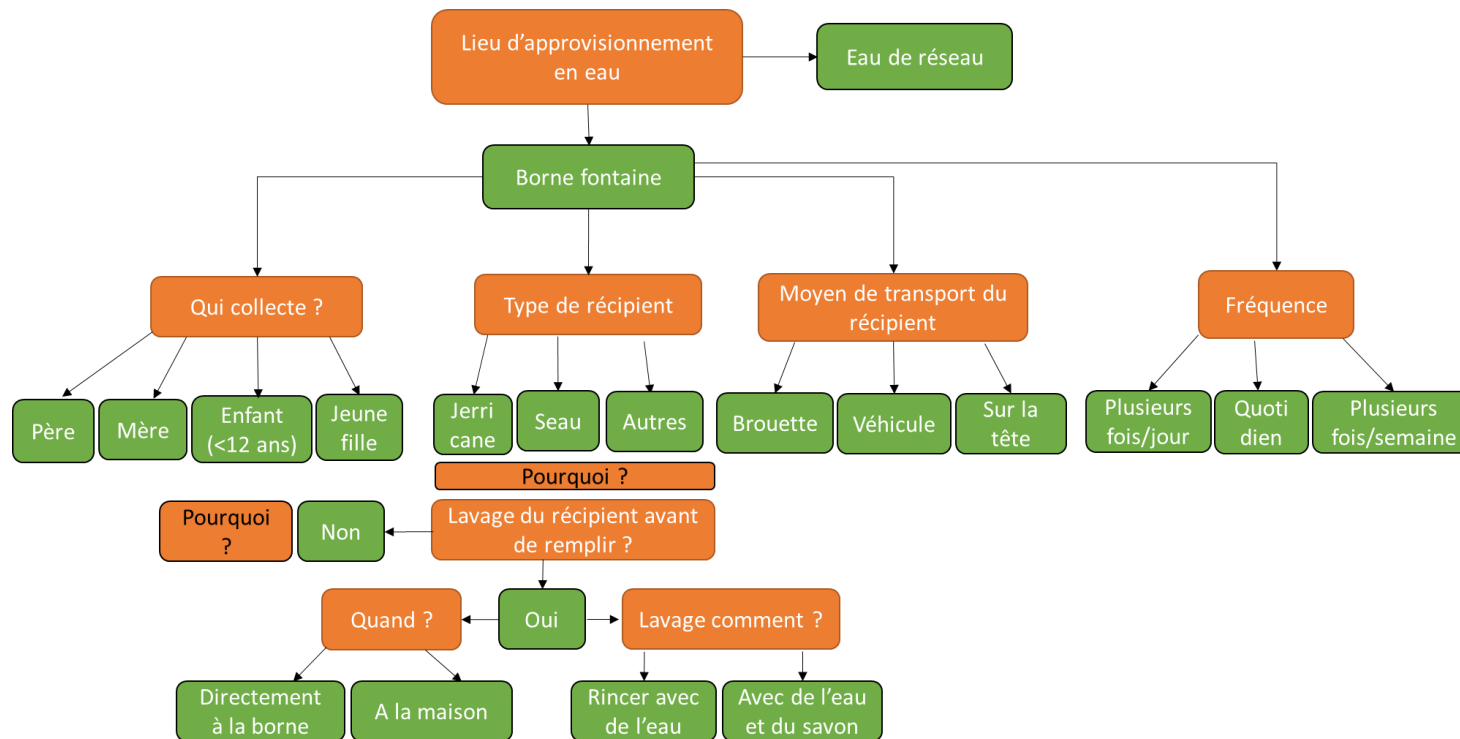 Lieu d’approvisionnement
en eau
Eau de réseau
Borne fontaine
Qui collecte ?
Type de récipient
Moyen de transport du
récipient
Fréquence
Père
Mère
Enfant
(<12 ans)
Jeune
fille
Jerri
cane
Seau
Autres
Brouette
Véhicule
Sur la
tête
Plusieurs
fois/jour
Quoti
dien
Plusieurs
fois/semaine
Pourquoi ?
Pourquoi
?
Non
Lavage du récipient avant
de remplir ?
Quand ?
Oui
Lavage comment ?
Directement
à la borne
A la maison
Rincer avec
de l’eau
Avec de l’eau
et du savon